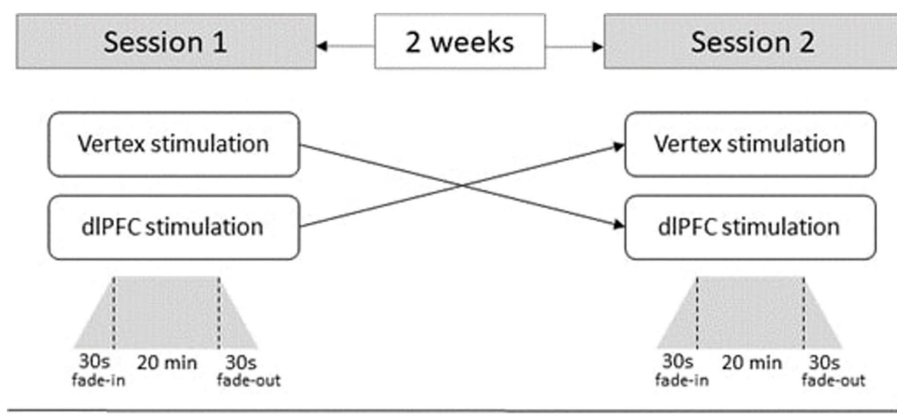 Session 1
2 weeks
Session 2
Vertex stimulation
Vertex stimulation
dlPFC stimulation
dlPFC stimulation
30s 20 min 30s
fade-in fade-out
30s 20 min 30s
fade-in fade-out